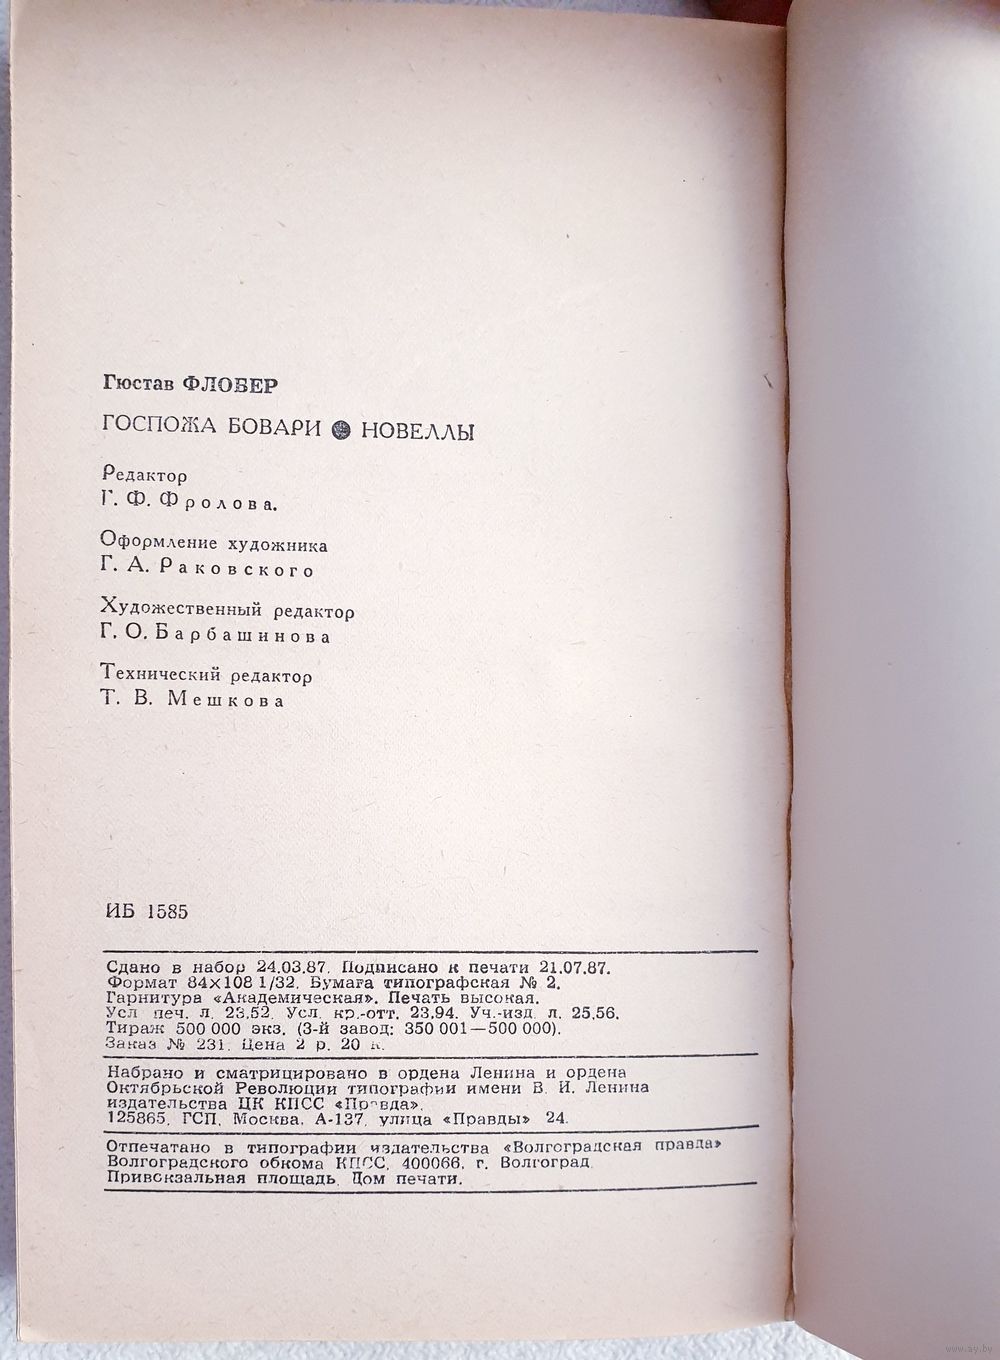 Гюстав ФЛОБЕР
ГОСПОЖА БОВАРИ ● НОВЕЛЛЫ
Редактор
Г. Ф. Фролова.
Оформление художника
Г. А. Раковского
Художественный редактор
Г. О. Барбашинова
Технический редактор
Т. В. Мешкова
ИБ 1585
Сдано в набор 24.03.87. Подписано к печати 21.07.87.
Формат 84×108 1/32. Бумага типографская № 2.
Гарнитура «Академическая». Печать высокая.
Усл. печ. л. 23,52. Усл. кр.-отт. 23,94. Уч.-изд. л. 25,56.
Тираж 500 000 экз. (3-й завод: 350 001—500 000).
Заказ № 231. Цена 2 р. 20 к.
Набрано и сматрицировано в ордена Ленина и ордена
Октябрьской Революции типографии имени В. И. Ленина
издательства ЦК КПСС «Правда».
125865, ГСП, Москва, А-137, улица «Правды» 24.
Отпечатано в типографии издательства «Волгоградская правда»
Волгоградского обкома КПСС, 400066, г. Волгоград,
Привокзальная площадь, Дом печати.
www.ay.by